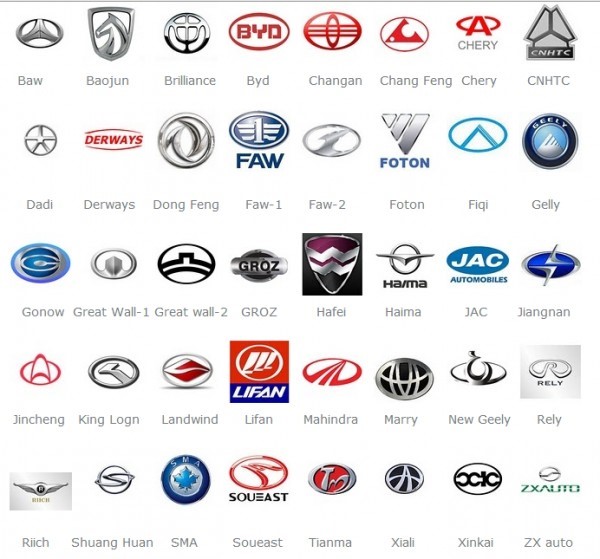 BYD
CHERY
CNHTC
Baw Baojun Brilliance Byd Changan Chang Feng Chery CNHTC
DERWAYS
FAW
FOTON
GEELY
Dadi Derways Dong Feng Faw-1 Faw-2 Foton Fiqi Gelly
GROZ
HAIMA
JAC
AUTOMOBILES
Gonow Great Wall-1 Great wall-2 GROZ Hafei Haima JAC Jiangnan
LIFAN
RELY
Jincheng King Logn Landwind Lifan Mahindra Marry New Geely Rely
RIICH
SMA
SOUEAST
ZXAUTO
Riich Shuang Huan SMA Soueast Tianma Xiali Xinkai ZX auto